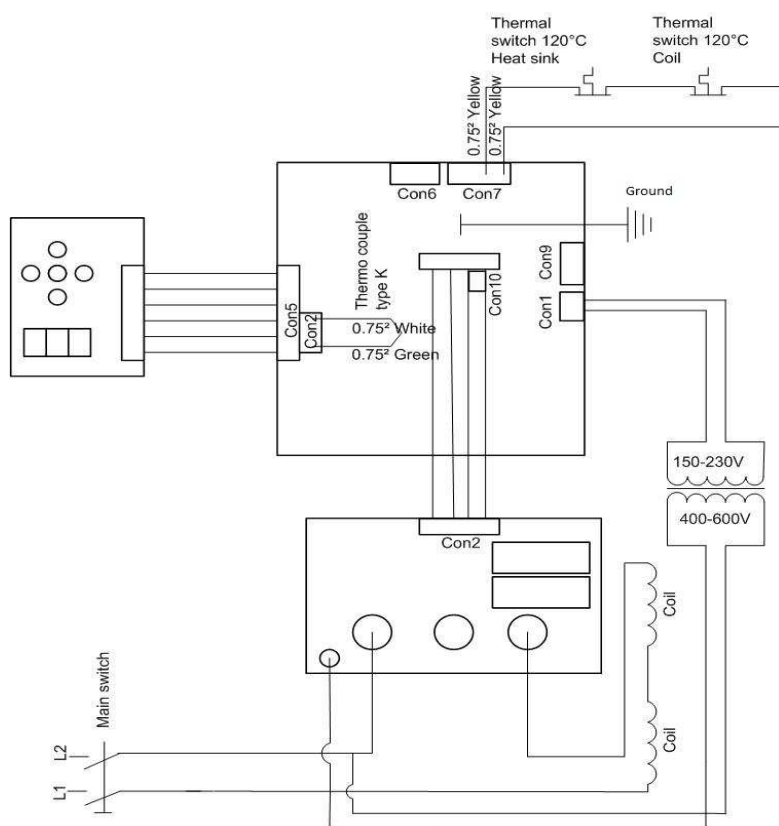 Thermal
switch 120°C
Heat sink
Thermal
switch 120°C
Coil
0.75² Yellow
0.75² Yellow
Con6
Con7
Ground
Thermo couple
type K
Con10
Con9
Con1
Con5
Con2
0.75² White
0.75² Green
150-230V
400-600V
Con2
Coil
Coil
Main switch
L2
L1